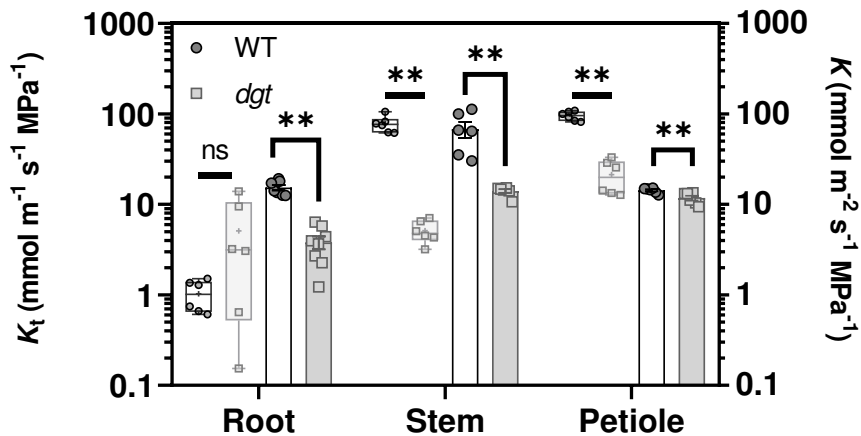 1000
100
10
1
0.1
Kt (mmol m-1 s-1 MPa-1)
WT
dgt
ns
**
**
**
**
**
1000
100
10
1
0.1
K (mmol m-2 s-1 MPa-1)
Root Stem Petiole